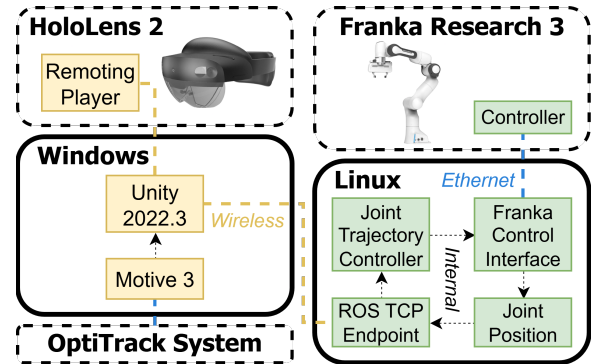 HoloLens 2
Remoting
Player
Franka Research 3
Controller
Windows
Unity
2022.3
Motive 3
OptiTrack System
Wireless
Ethernet
Linux
Joint
Trajectory
Controller
Franka
Control
Interface
Internal
ROS TCP
Endpoint
Joint
Position